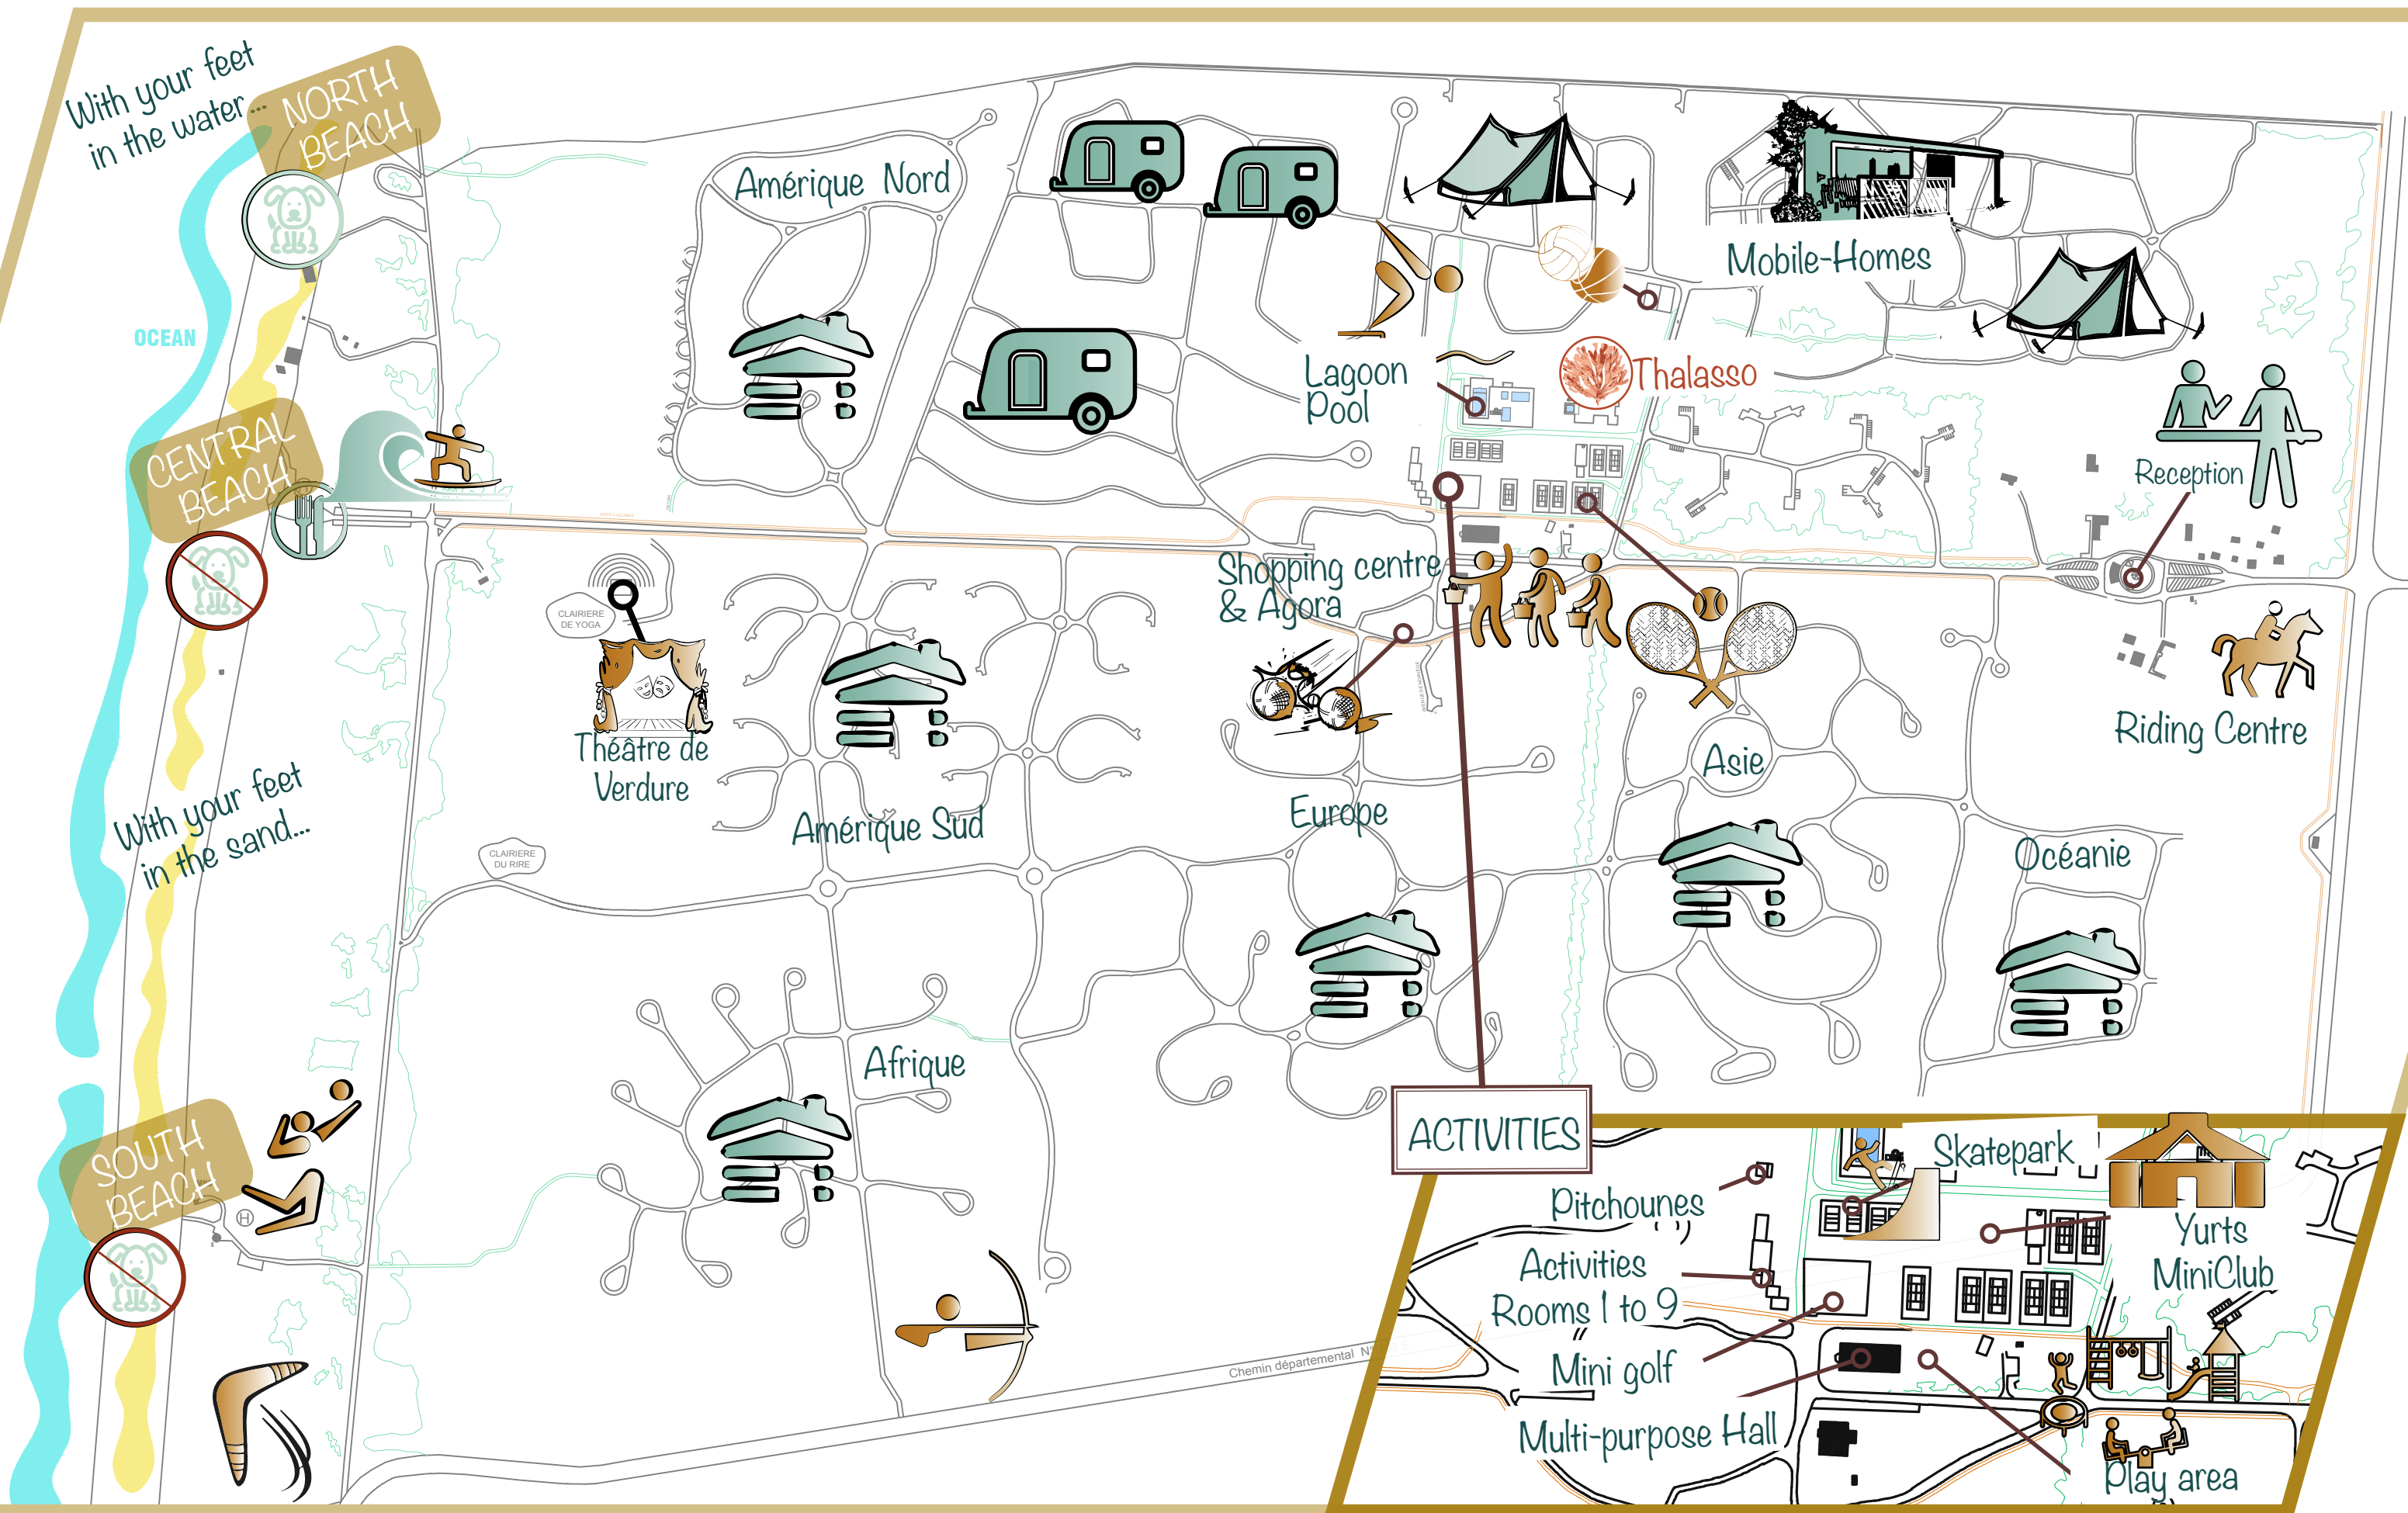 With your feet
in the water...
NORTH
BEACH
OCEAN
CENTRAL
BEACH
With your feet
in the sand...
SOUTH
BEACH
H
Amérique Nord
Mobile-Homes
Lagoon
Pool
Thalasso
Reception
Shopping centre
& Agora
CLAIRIERE
DE YOGA
Théâtre de
Verdure
Amérique Sud
Europe
Asie
Riding Centre
Océanie
CLAIRIERE
DU RIRE
Afrique
Chemin départemental
ACTIVITIES
Skatepark
Pitchounes
Yurts
MiniClub
Activities
Rooms 1 to 9
Mini golf
Multi-purpose Hall
Play area